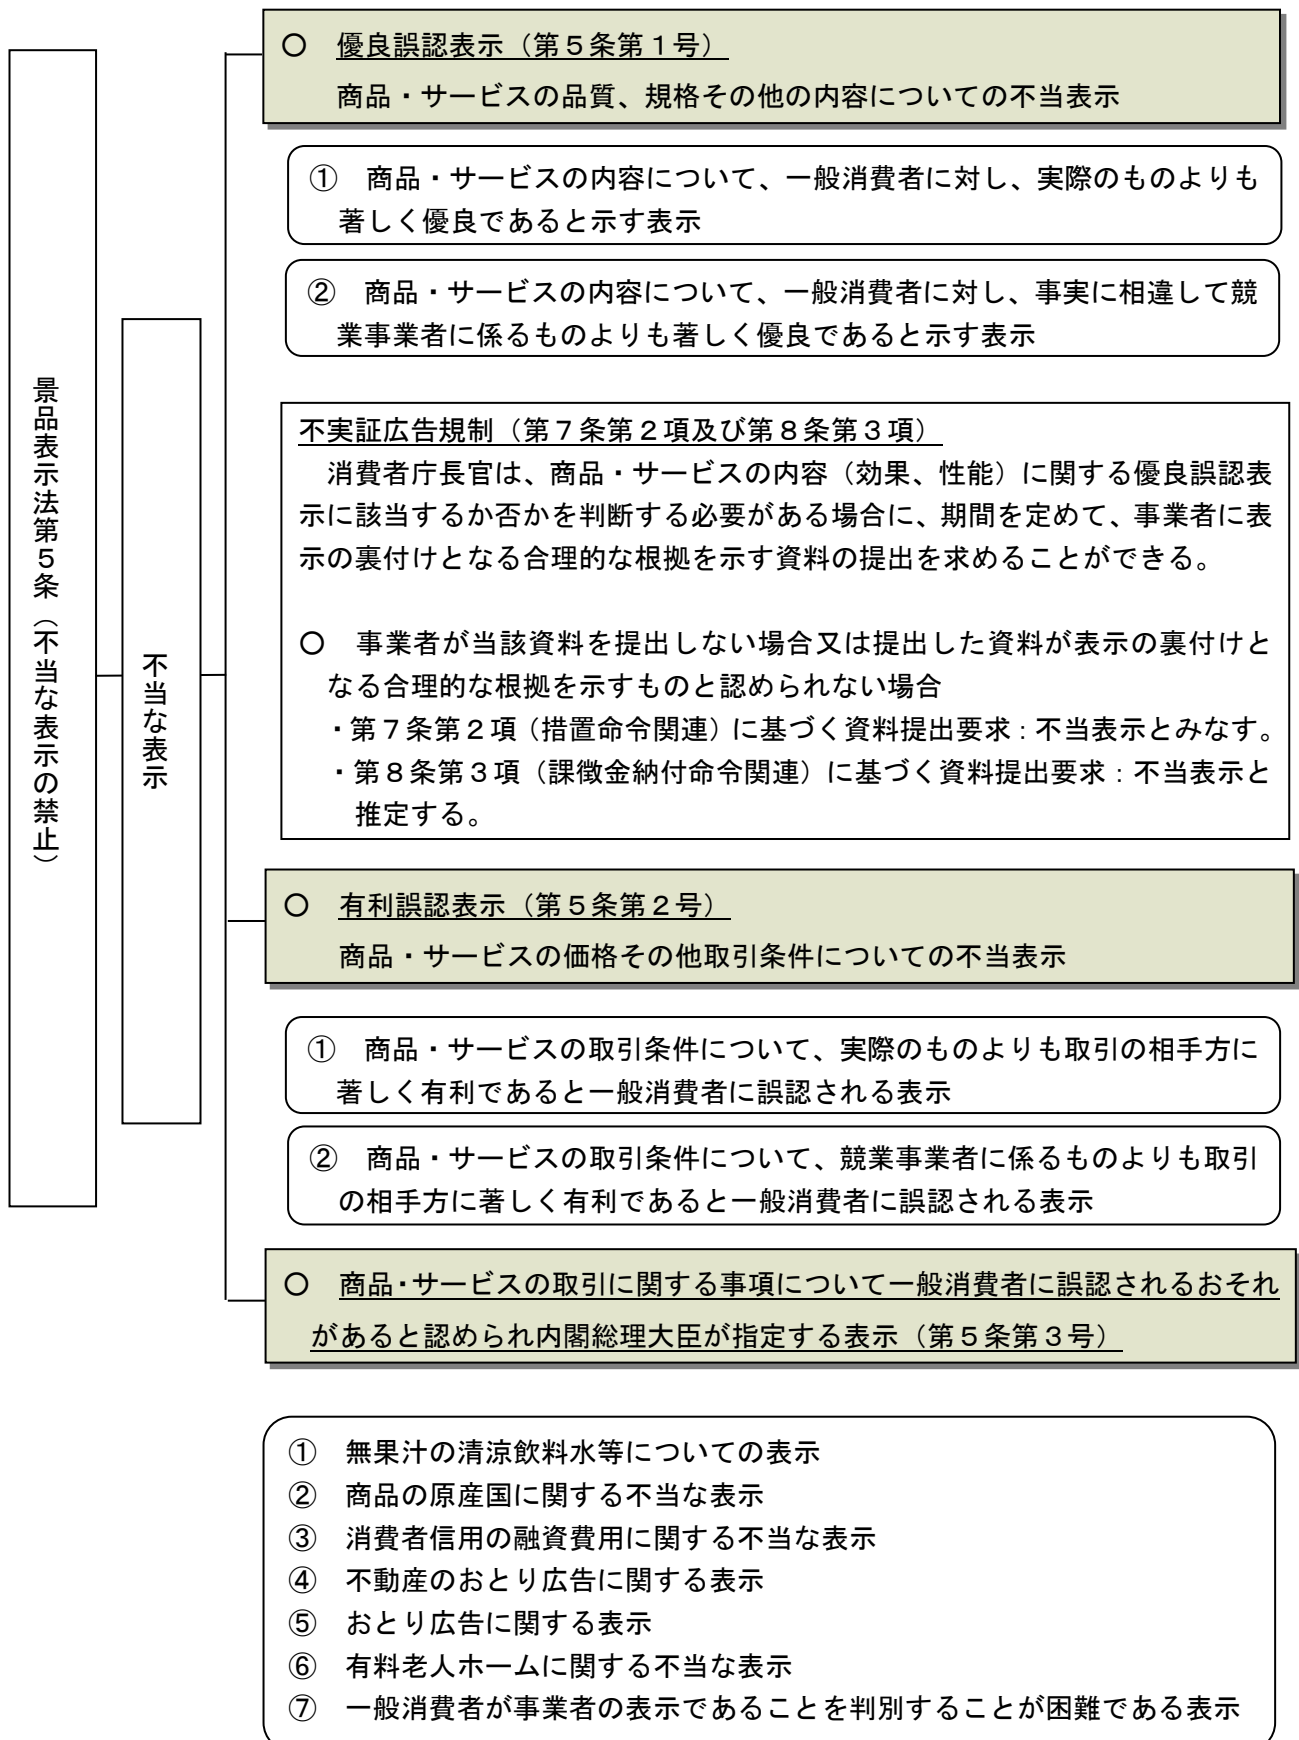 景品表示法第５条（不当な表示の禁止）
不当な表示
○　優良誤認表示（第５条第１号）
商品・サービスの品質、規格その他の内容についての不当表示
①　商品・サービスの内容について、一般消費者に対し、実際のものよりも
著しく優良であると示す表示
②　商品・サービスの内容について、一般消費者に対し、事実に相違して競
業事業者に係るものよりも著しく優良であると示す表示
不実証広告規制（第７条第２項及び第８条第３項）
消費者庁長官は、商品・サービスの内容（効果、性能）に関する優良誤認表
示に該当するか否かを判断する必要がある場合に、期間を定めて、事業者に表
示の裏付けとなる合理的な根拠を示す資料の提出を求めることができる。
○　事業者が当該資料を提出しない場合又は提出した資料が表示の裏付けと
なる合理的な根拠を示すものと認められない場合
・第７条第２項（措置命令関連）に基づく資料提出要求：不当表示とみなす。
・第８条第３項（課徴金納付命令関連）に基づく資料提出要求：不当表示と
推定する。
○　有利誤認表示（第５条第２号）
商品・サービスの価格その他取引条件についての不当表示
①　商品・サービスの取引条件について、実際のものよりも取引の相手方に
著しく有利であると一般消費者に誤認される表示
②　商品・サービスの取引条件について、競業事業者に係るものよりも取引
の相手方に著しく有利であると一般消費者に誤認される表示
○　商品・サービスの取引に関する事項について一般消費者に誤認されるおそれ
があると認められ内閣総理大臣が指定する表示（第５条第３号）
①　無果汁の清涼飲料水等についての表示
②　商品の原産国に関する不当な表示
③　消費者信用の融資費用に関する不当な表示
④　不動産のおとり広告に関する表示
⑤　おとり広告に関する表示
⑥　有料老人ホームに関する不当な表示
⑦　一般消費者が事業者の表示であることを判別することが困難である表示